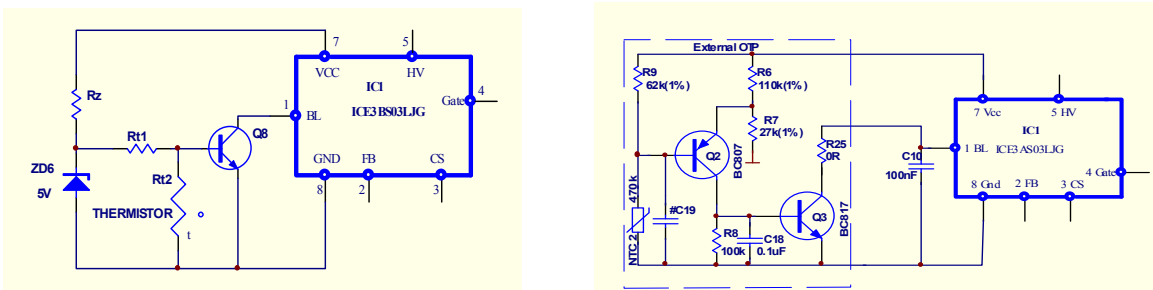 7
5
VCC
HV
IC1
4
Gate
Rz
1
BL
ICE3BS03LJG
Rt1
Q8
GND
FB
CS
Rt2
ZD6
8
2
3
5V
THERMISTOR
t
External OTP
R9
62k(1%)
R6
110k(1%)
R7
27k(1%)
Q2
BC807
R25
0R
C10
100nF
7 Vcc
5 HV
IC1
1 BL
ICE3AS03LJG
4 Gate
8 Gnd
2 FB
3 CS
470k
NTC 2
#C19
R8
100k
C18
0.1uF
Q3
BC817